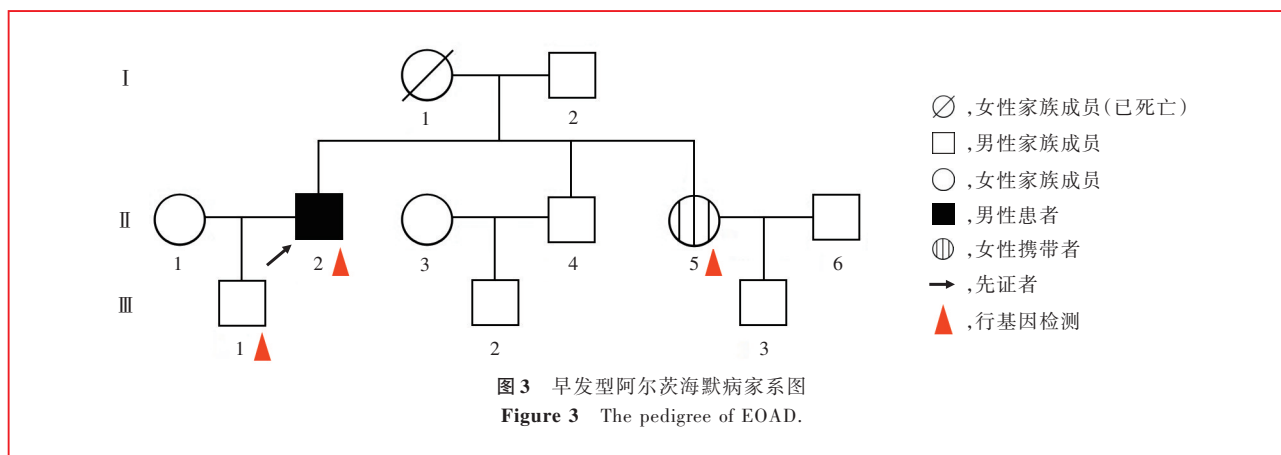 Ⅰ
1 2
Ⅱ
1 2 3 4 5 6
Ⅲ
1 2 3
,女性家族成员(已死亡)
,男性家族成员
,女性家族成员
,男性患者
,女性携带者
,先证者
,行基因检测
图3 早发型阿尔茨海默病家系图
Figure 3 The pedigree of EOAD.